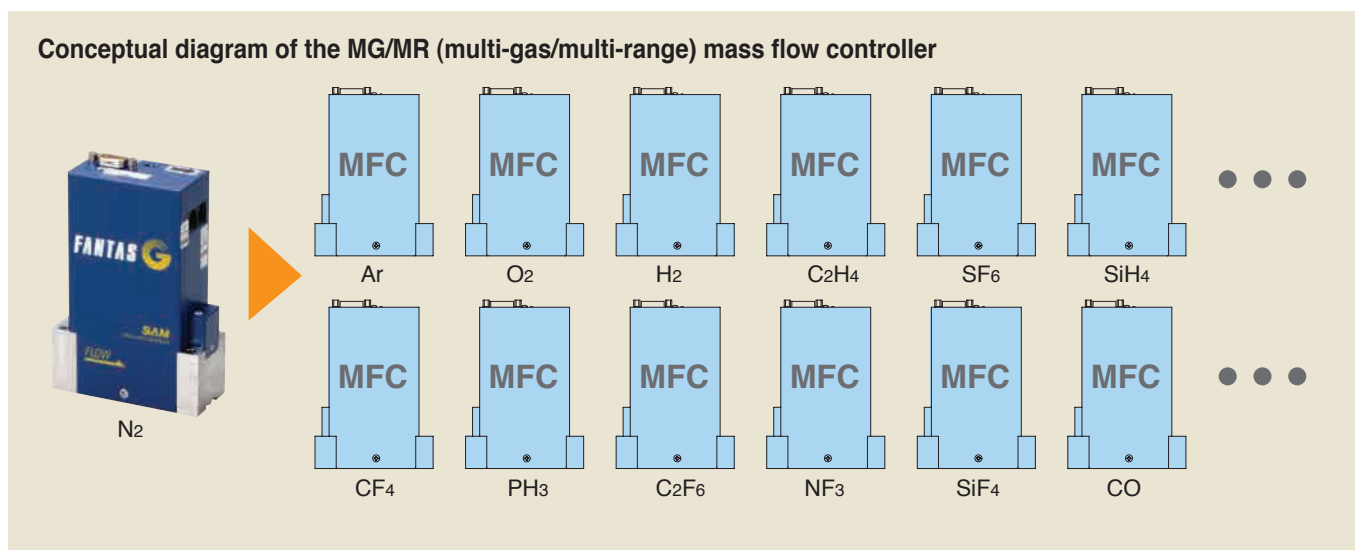 Conceptual diagram of the MG/MR (multi-gas/multi-range) mass flow controller
MFC MFC MFC MFC MFC MFC
FANTAS G
SAM
FLOW
Ar O2 H2 C2H4 SF6 SiH4
MFC MFC MFC MFC MFC MFC
N2
CF4 PH3 C2F6 NF3 SiF4 CO